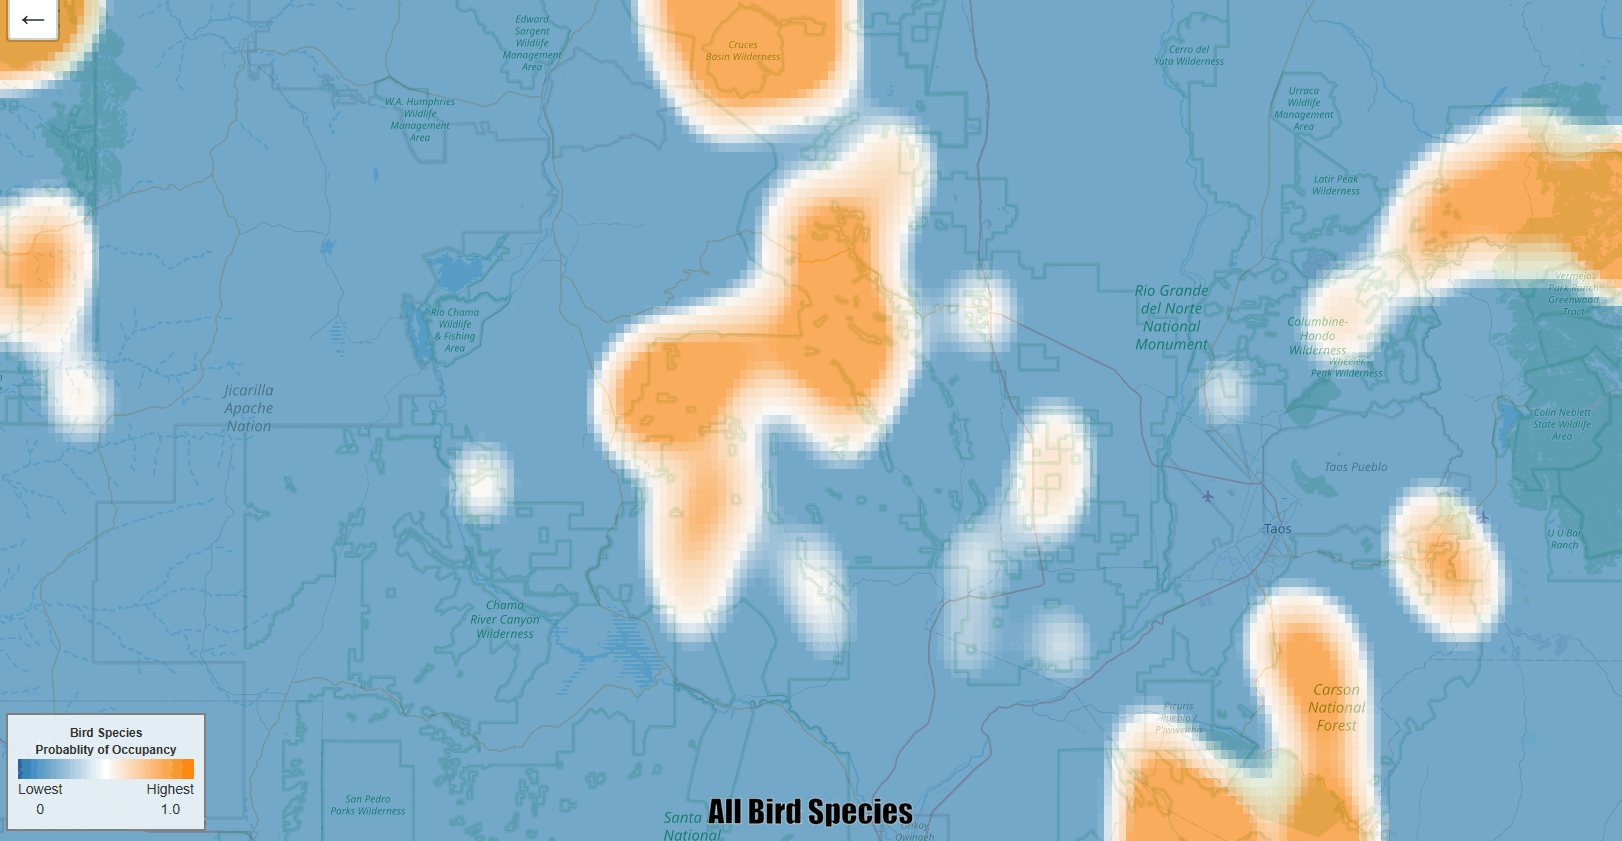 ←
Edward
Sargent
Wildlife
Management
Area
Cruces
Basin Wilderness
Cerro del
Yuta Wilderness
W.A. Humphries
Wildlife
Management
Area
Urraca
Wildlife
Management
Area
Latir Peak
Wilderness
Rio Grande
del Norte
National
Monument
Vermejo
Park Ranch
Greenwood
Tract
Rio Chama
Wildlife
& Fishing
Area
Columbine-
Hondo
Wilderness
Wheeler
Peak Wilderness
Jicarilla
Apache
Nation
Colin Neblett
State Wildlife
Area
Taos Pueblo
Taos
U U Bar
Ranch
Chama
River Canyon
Wilderness
Carson
National
Forest
Picuris
Pueblo /
Bird Species
Probablity of Occupancy
Lowest Highest
0 1.0
San Pedro
Parks Wilderness
Santa
National
All Bird Species
Ohkay
Owingeh